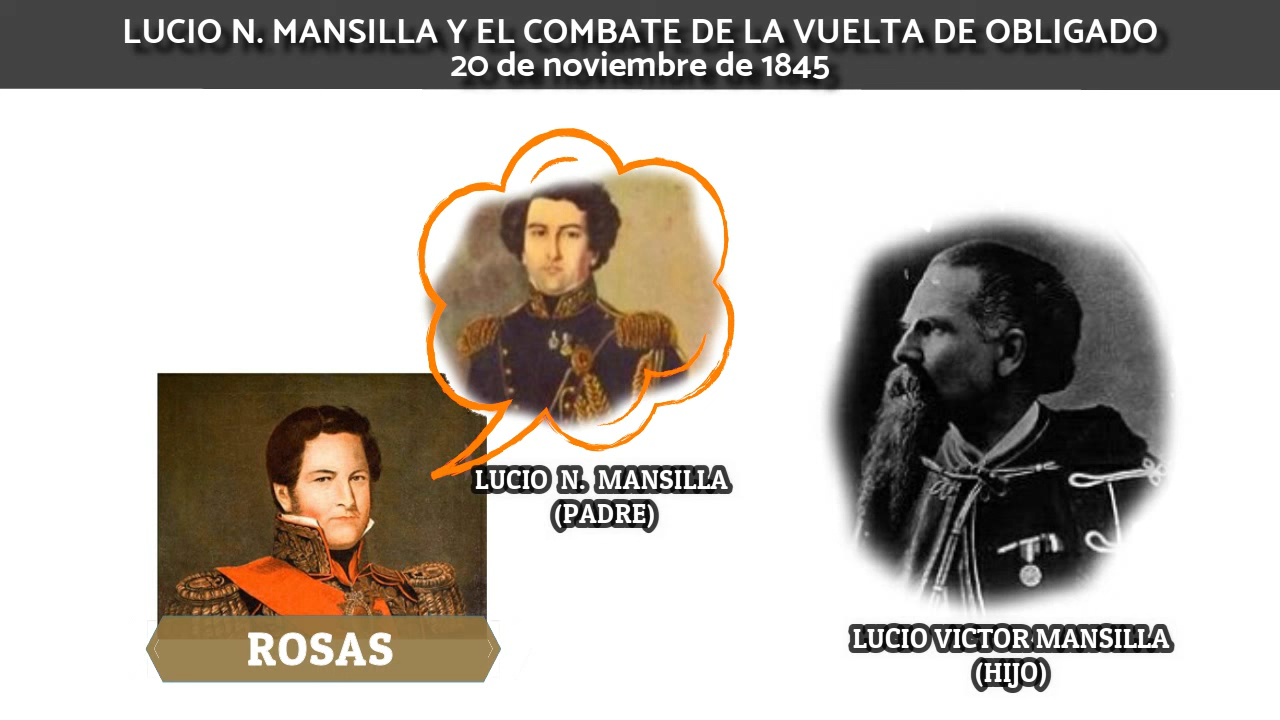 LUCIO N. MANSILLA Y EL COMBATE DE LA VUELTA DE OBLIGADO
20 de noviembre de 1845
LUCIO N. MANSILLA
(PADRE)
ROSAS
LUCIO VICTOR MANSILLA
(HIJO)